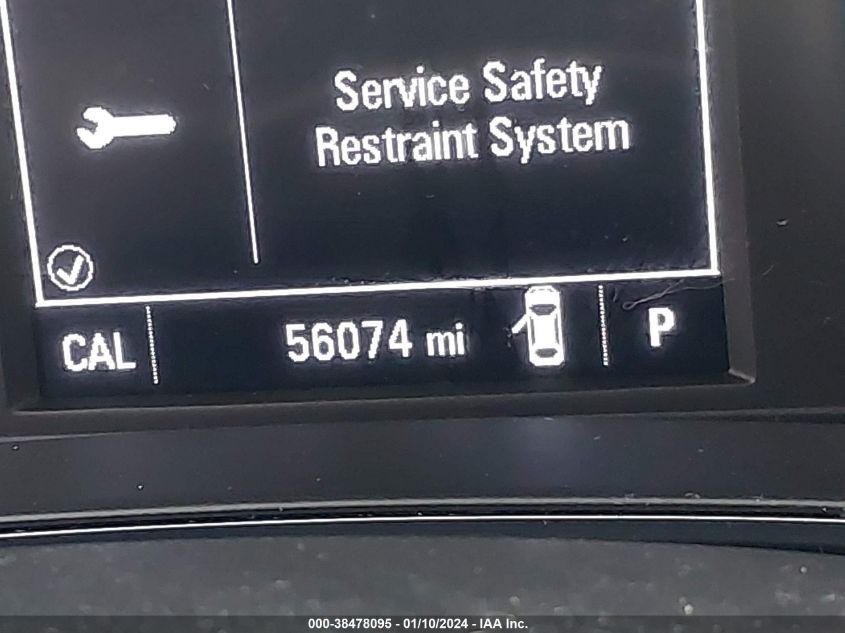 Service Safety
Restraint System
CAL 56074 mi P
000-38478095 - 01/10/2024 - IAA Inc.